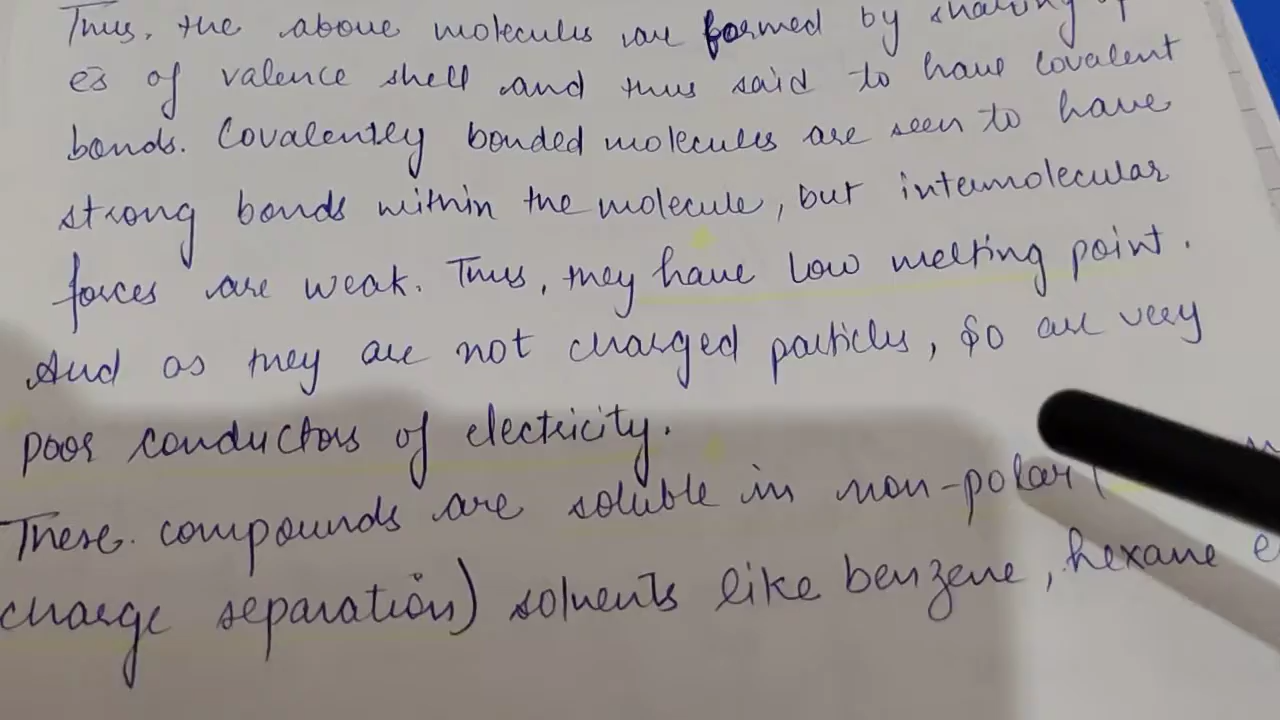 Thus, the above molecules are formed by sharing of
es of valence shell and thus said to have covalent
bonds. Covalently bonded molecules are seen to have
strong bonds within the molecule, but intermolecular
forces are weak. Thus, they have low melting point.
And as they are not charged particles, so are very
poor conductors of electricity.
These compounds are soluble in non-polar (
charge separation) solvents like benzene, hexane